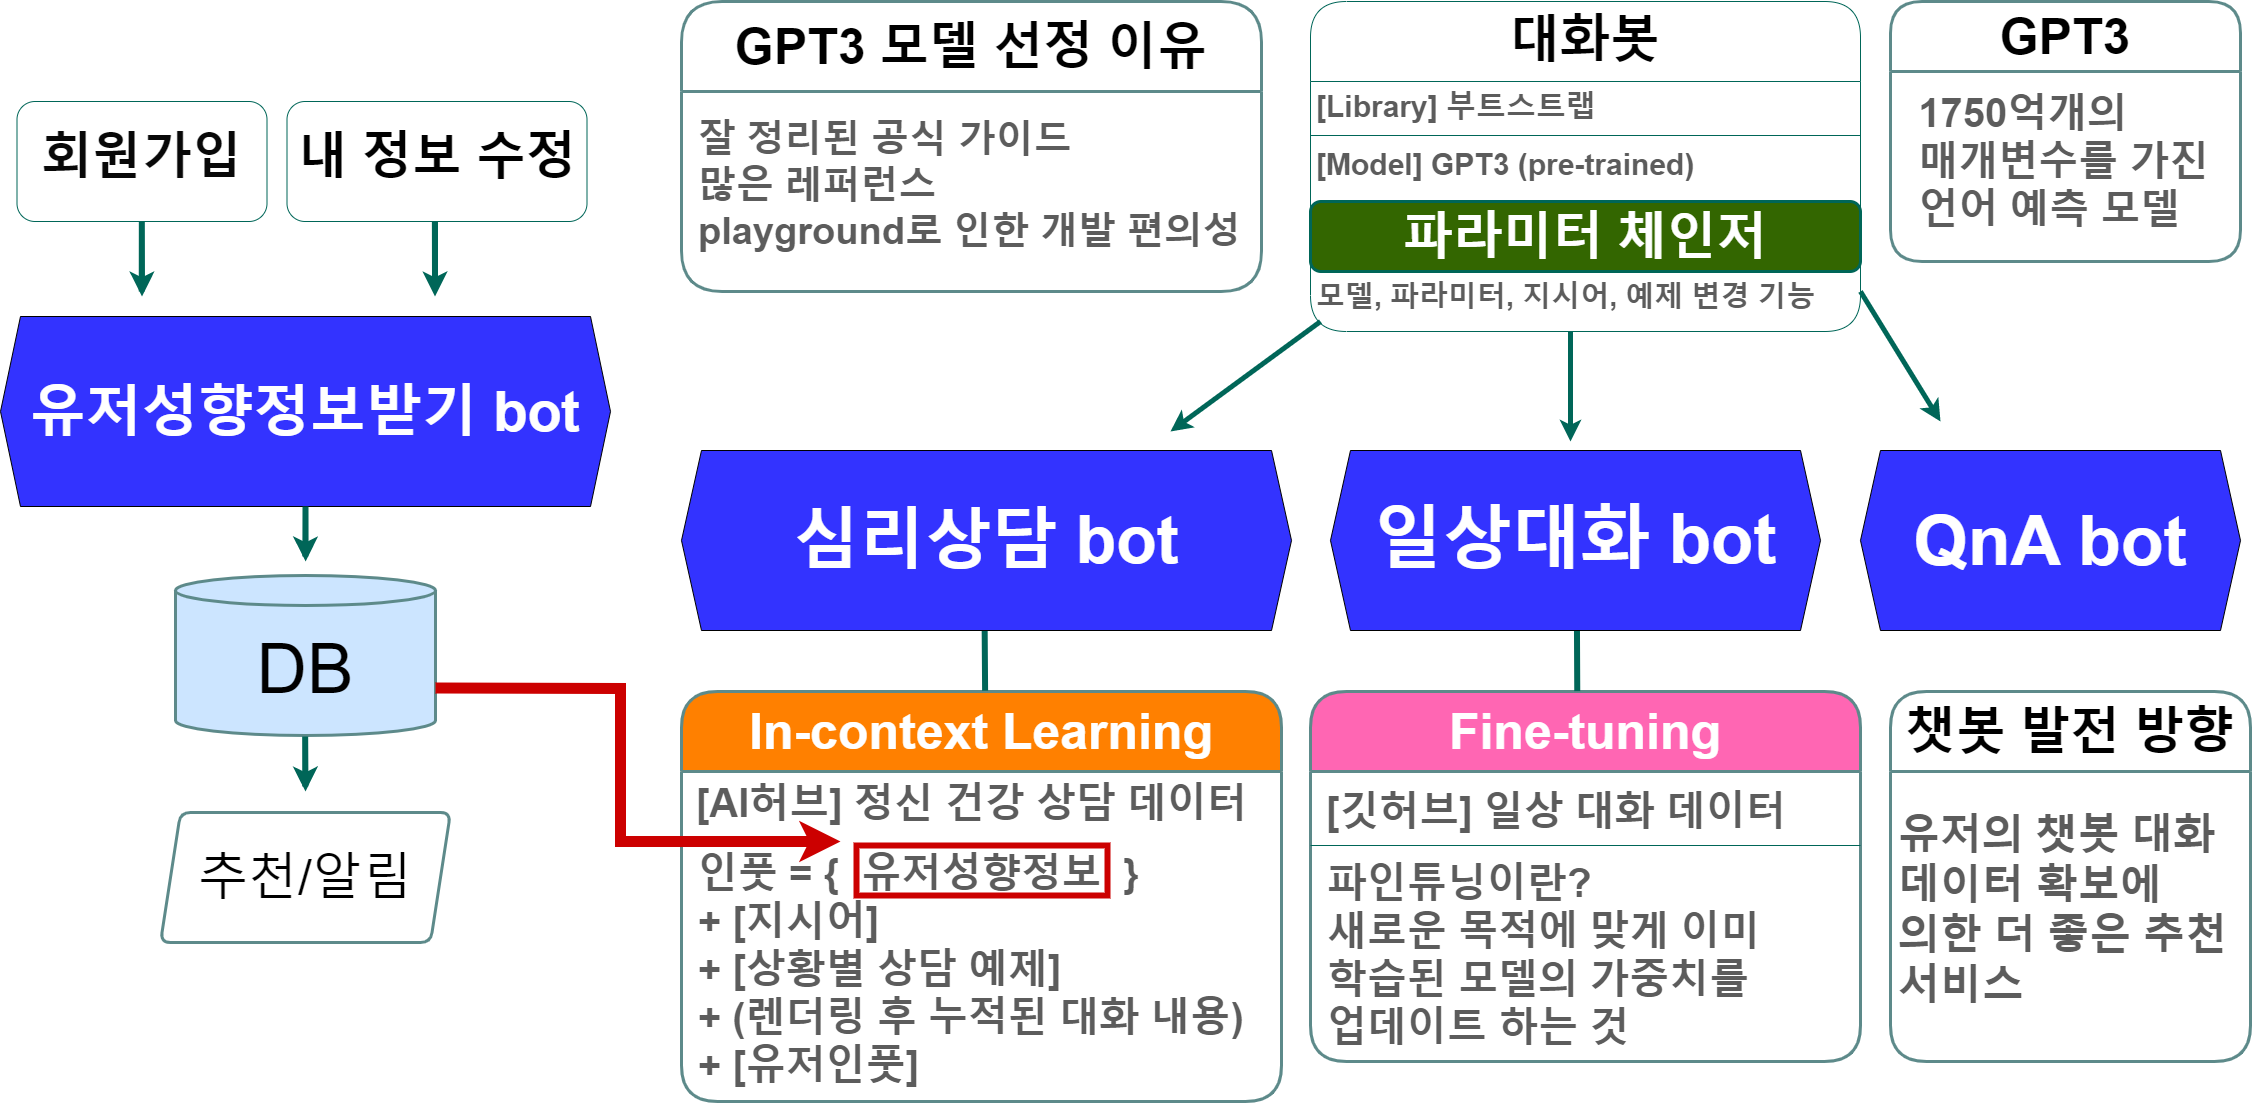 회원가입
내 정보 수정
유저성향정보받기 bot
DB
추천/알림
GPT3 모델 선정 이유
잘 정리된 공식 가이드
많은 레퍼런스
playground로 인한 개발 편의성
대화봇
[Library] 부트스트랩
[Model] GPT3 (pre-trained)
파라미터 체인저
모델, 파라미터, 지시어, 예제 변경 기능
GPT3
1750억개의
매개변수를 가진
언어 예측 모델
심리상담 bot
일상대화 bot
QnA bot
In-context Learning
[AI허브] 정신 건강 상담 데이터
인풋 = { 유저성향정보 }
+ [지시어]
+ [상황별 상담 예제]
+ (렌더링 후 누적된 대화 내용)
+ [유저인풋]
Fine-tuning
[깃허브] 일상 대화 데이터
파인튜닝이란?
새로운 목적에 맞게 이미
학습된 모델의 가중치를
업데이트 하는 것
챗봇 발전 방향
유저의 챗봇 대화
데이터 확보에
의한 더 좋은 추천
서비스